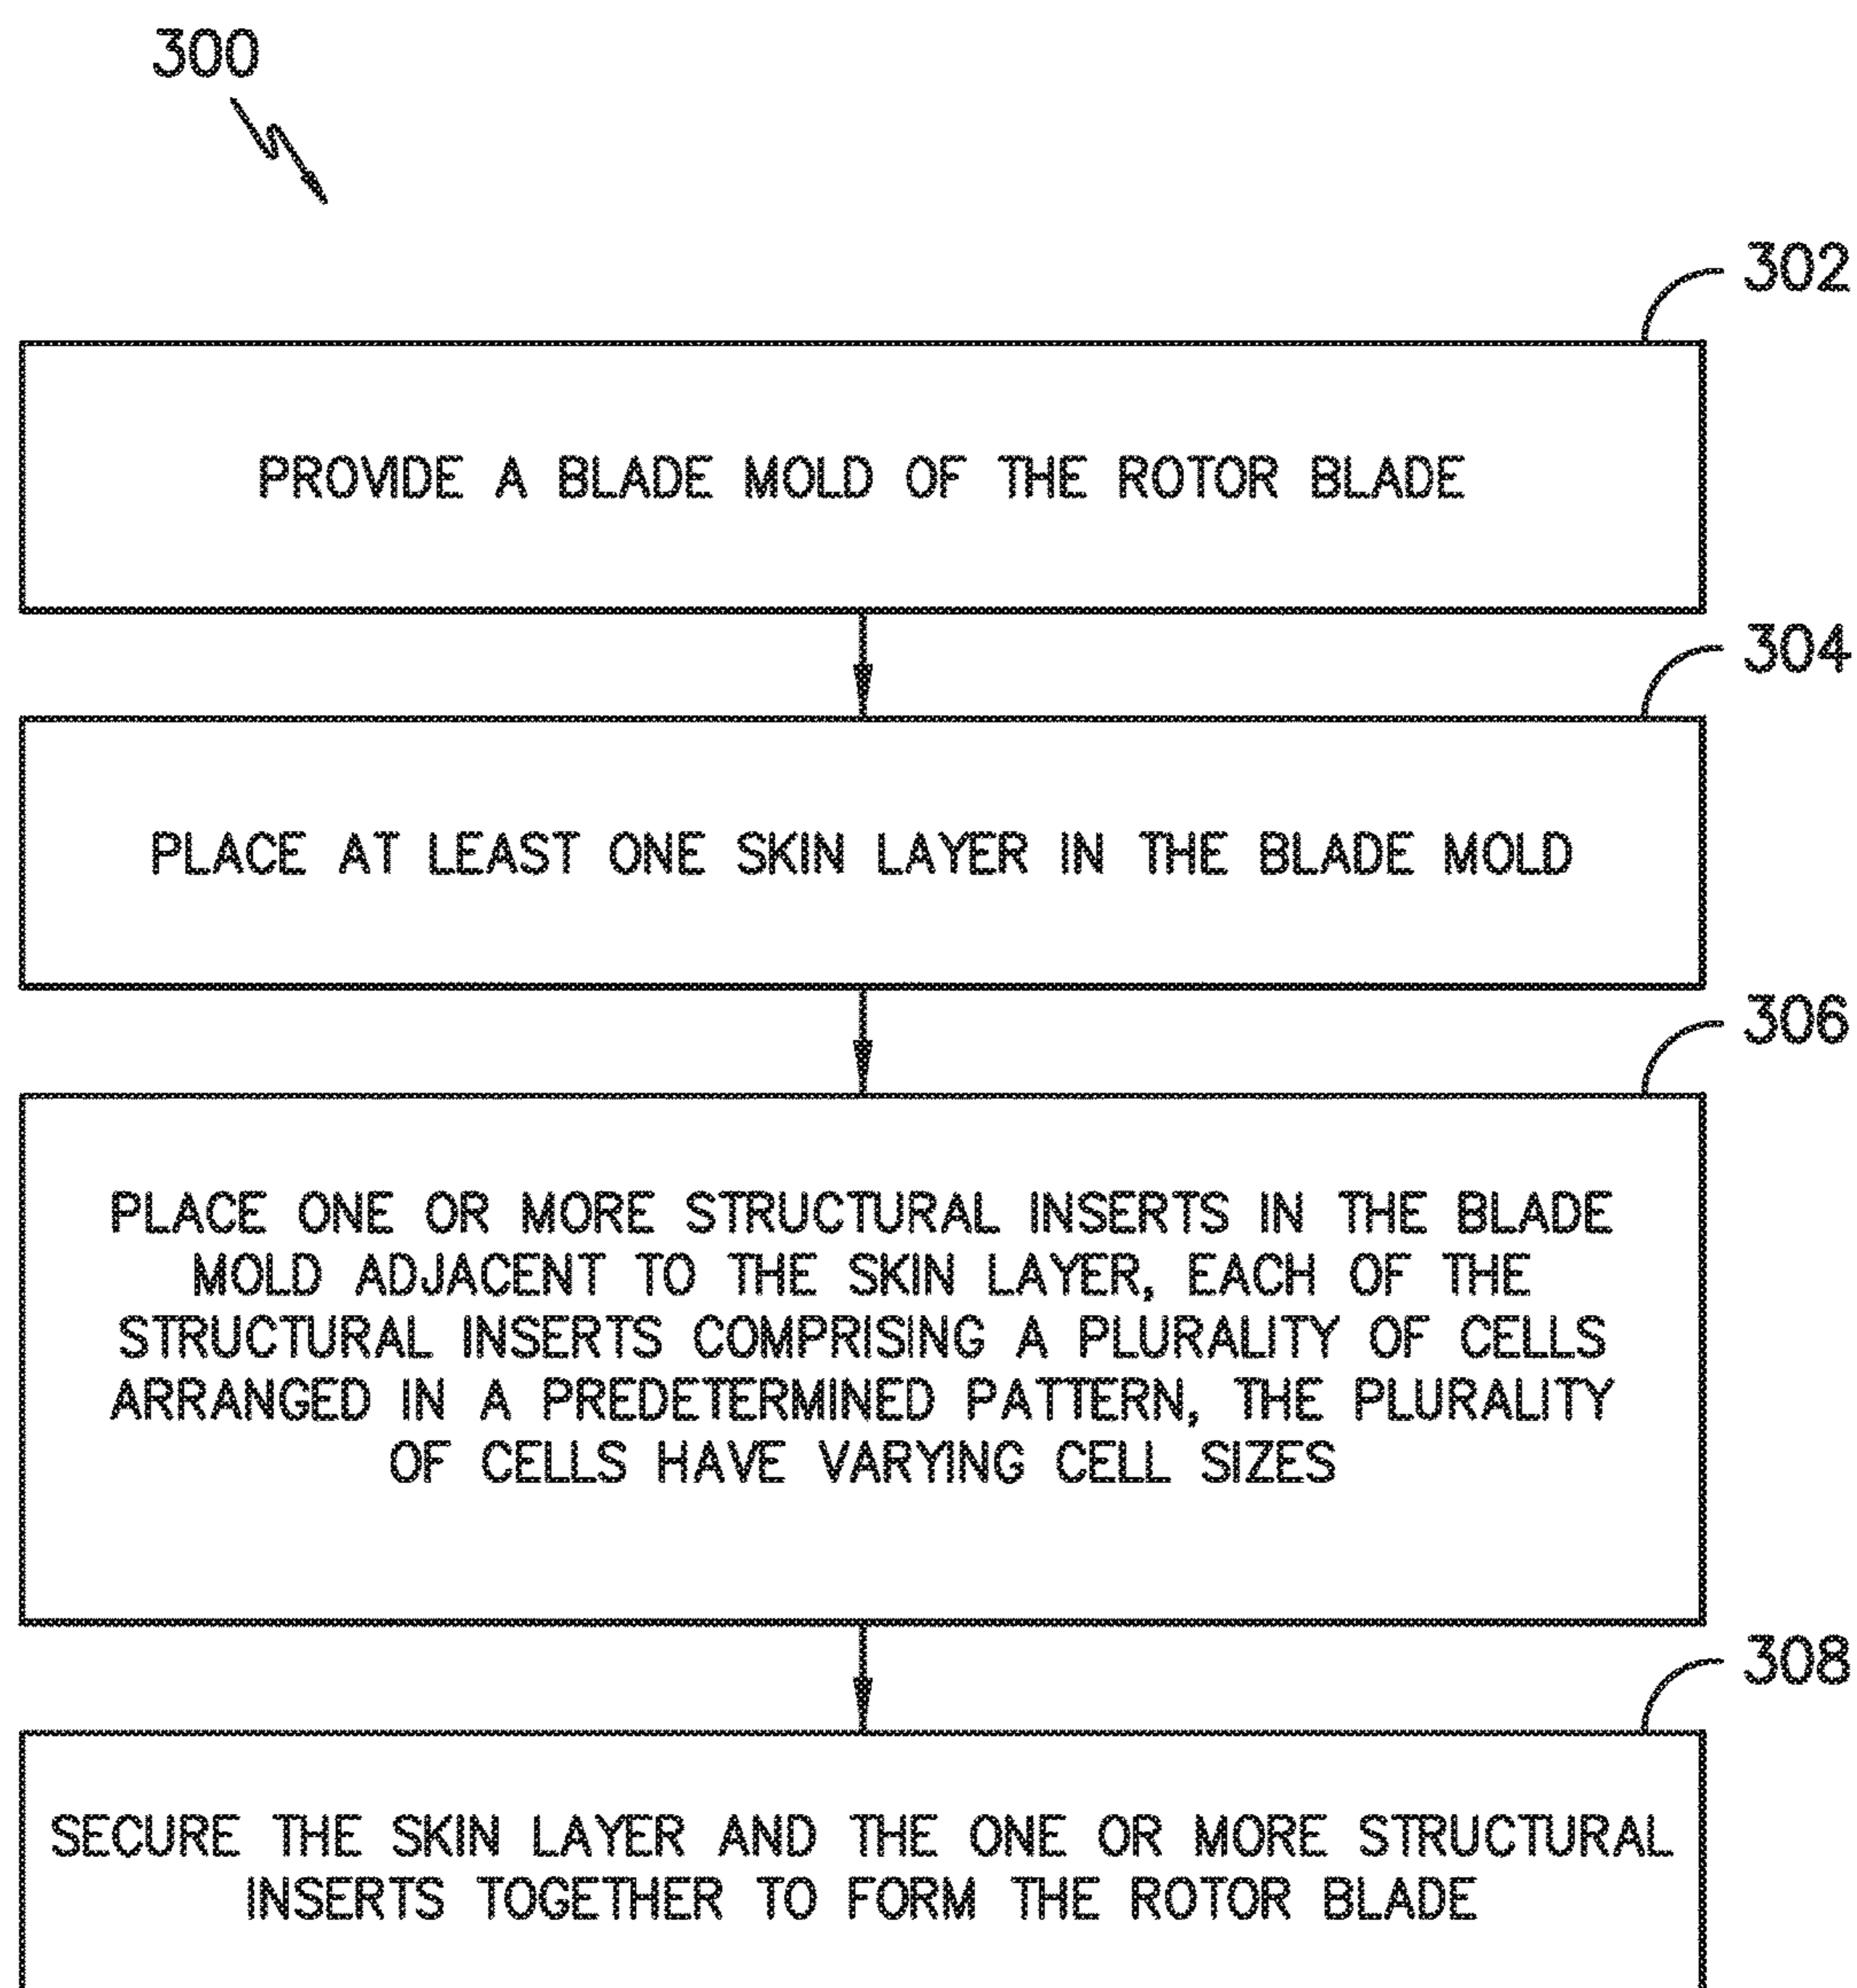 300
302
PROVIDE A BLADE MOLD OF THE ROTOR BLADE
304
PLACE AT LEAST ONE SKIN LAYER IN THE BLADE MOLD
306
PLACE ONE OR MORE STRUCTURAL INSERTS IN THE BLADE
MOLD ADJACENT TO THE SKIN LAYER, EACH OF THE
STRUCTURAL INSERTS COMPRISING A PLURALITY OF CELLS
ARRANGED IN A PREDETERMINED PATTERN, THE PLURALITY
OF CELLS HAVE VARYING CELL SIZES
308
SECURE THE SKIN LAYER AND THE ONE OR MORE STRUCTURAL
INSERTS TOGETHER TO FORM THE ROTOR BLADE